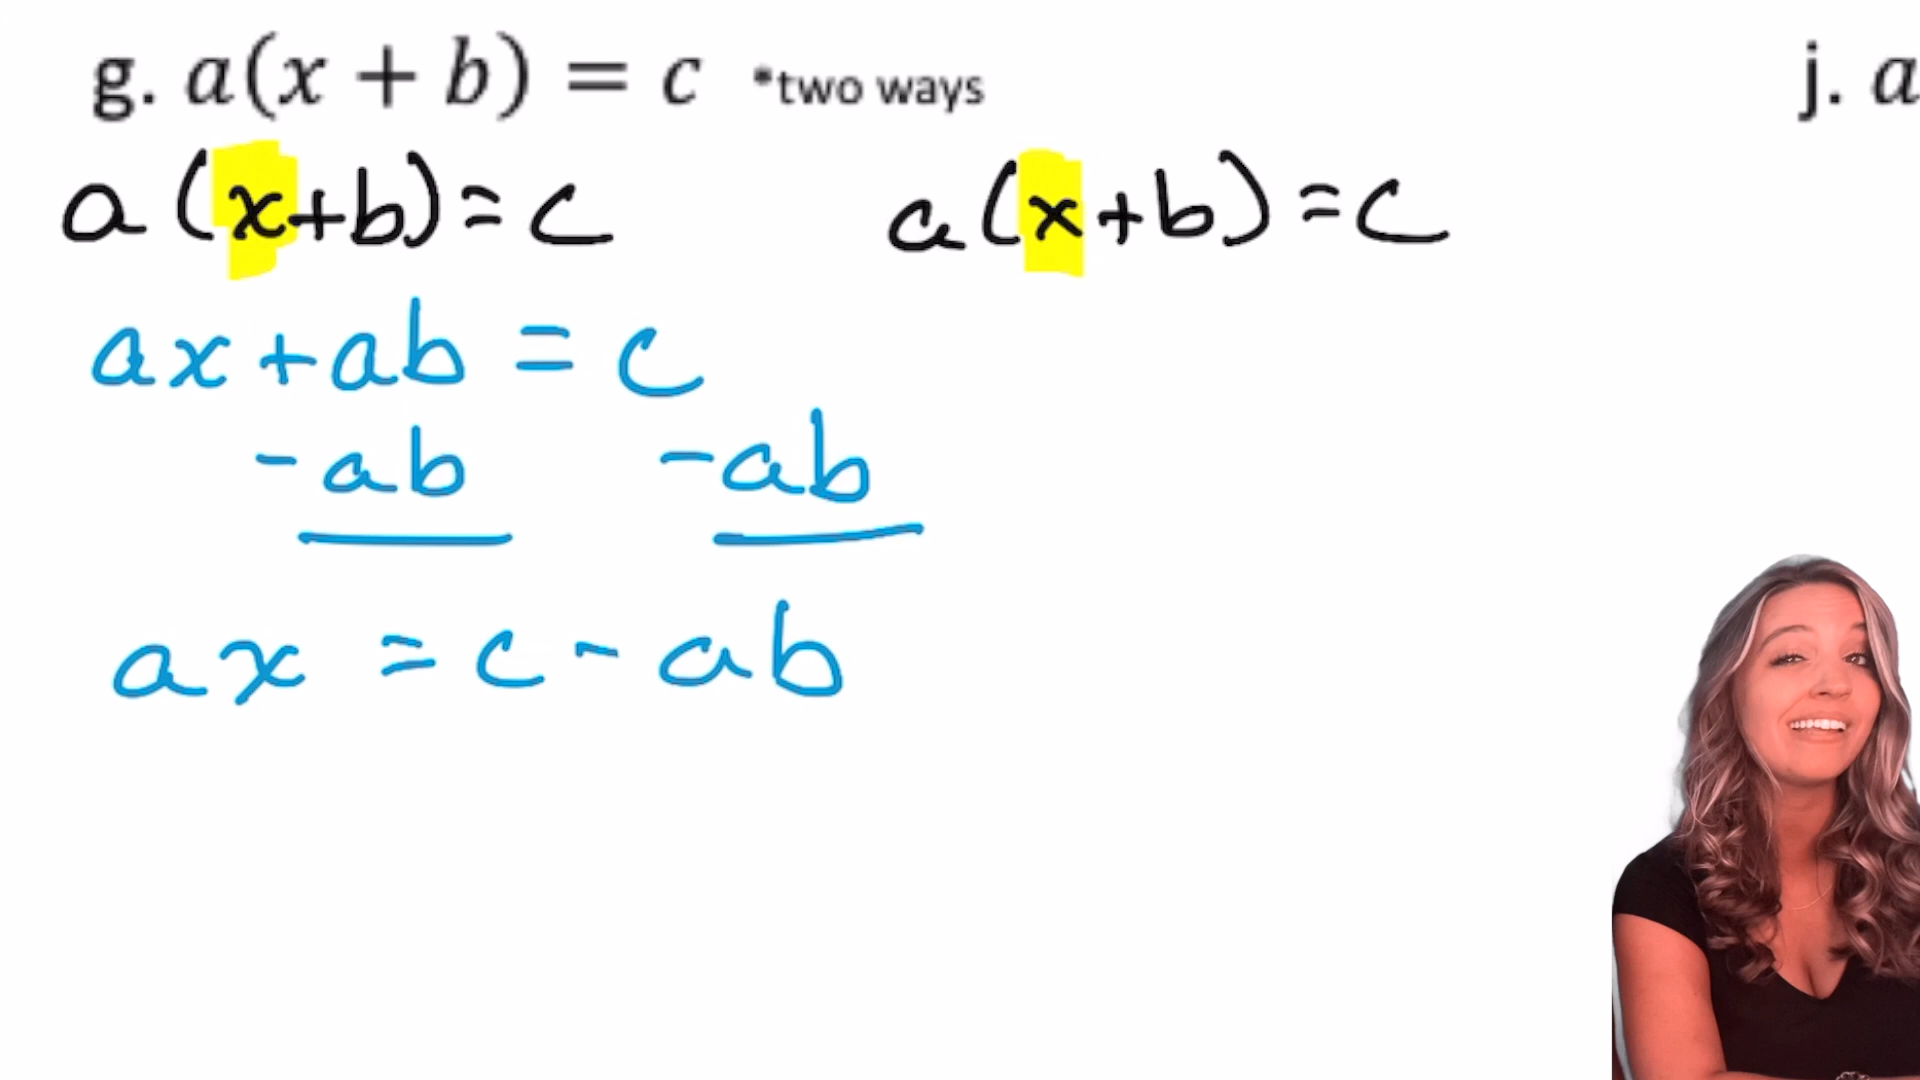 g. a(x + b) = c *two ways
j. a
a(x+b)=c
a(x+b)=c
ax+ab = c
-ab -ab
ax = c - ab